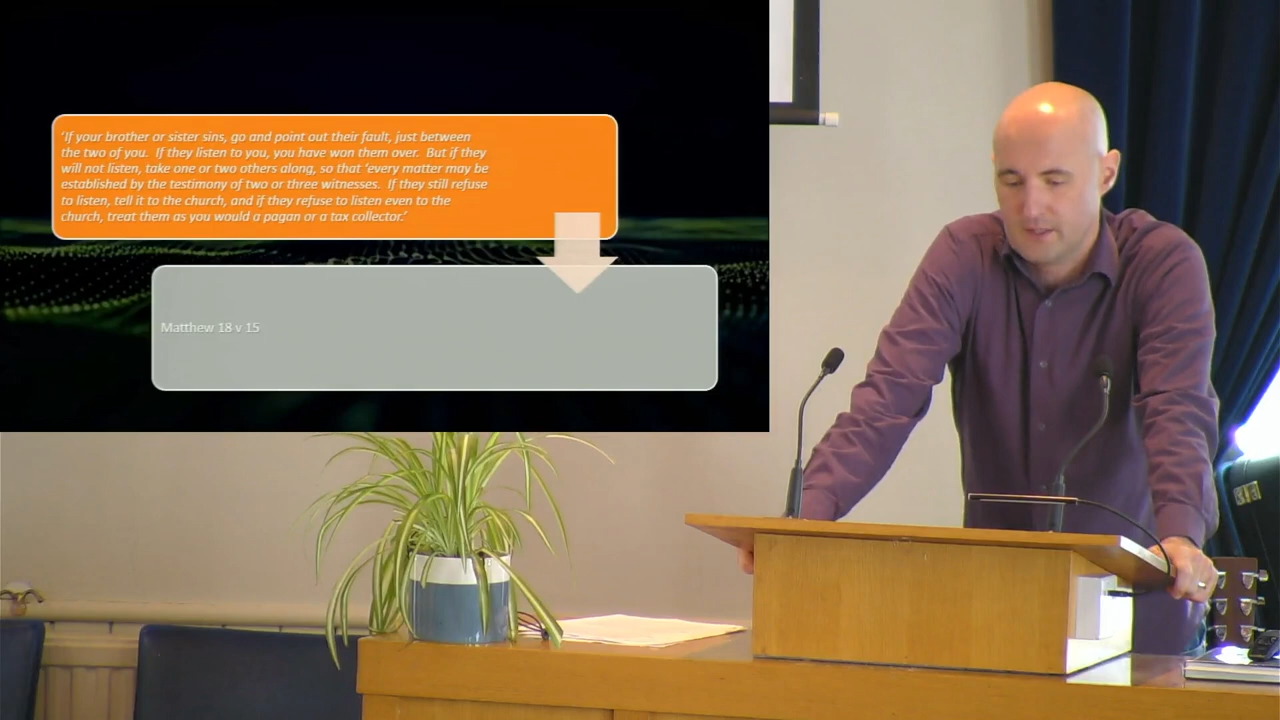 ‘If your brother or sister sins, go and point out their fault, just between
the two of you.  If they listen to you, you have won them over.  But if they
will not listen, take one or two others along, so that ‘every matter may be
established by the testimony of two or three witnesses.  If they still refuse
to listen, tell it to the church, and if they refuse to listen even to the
church, treat them as you would a pagan or a tax collector.’
Matthew 18 v 15